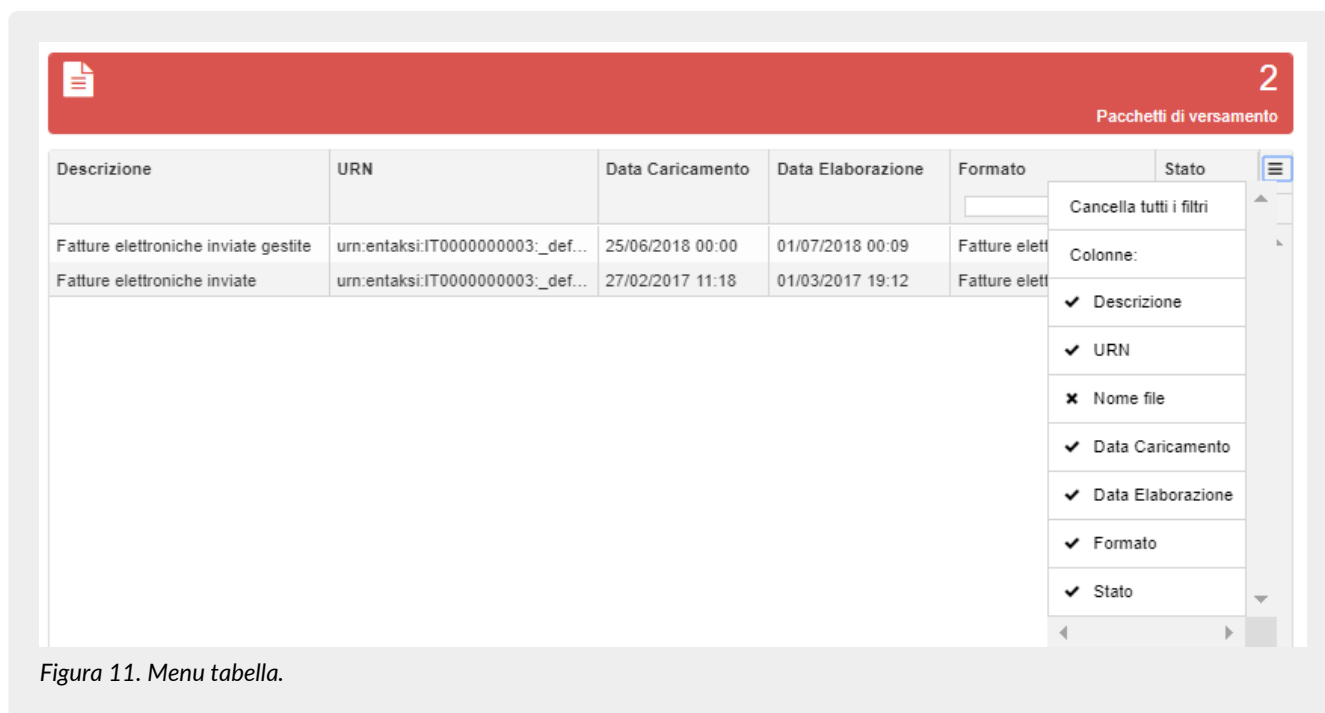 2
Pacchetti di versamento
Descrizione URN Data Caricamento Data Elaborazione Formato Stato
Fatture elettroniche inviate gestite urn:entaksi:IT0000000003:_def... 25/06/2018 00:00 01/07/2018 00:09 Fatture elett
Fatture elettroniche inviate urn:entaksi:IT0000000003:_def... 27/02/2017 11:18 01/03/2017 19:12 Fatture elett
Cancella tutti i filtri
Colonne:
Descrizione
URN
Nome file
Data Caricamento
Data Elaborazione
Formato
Stato
Figura 11. Menu tabella.